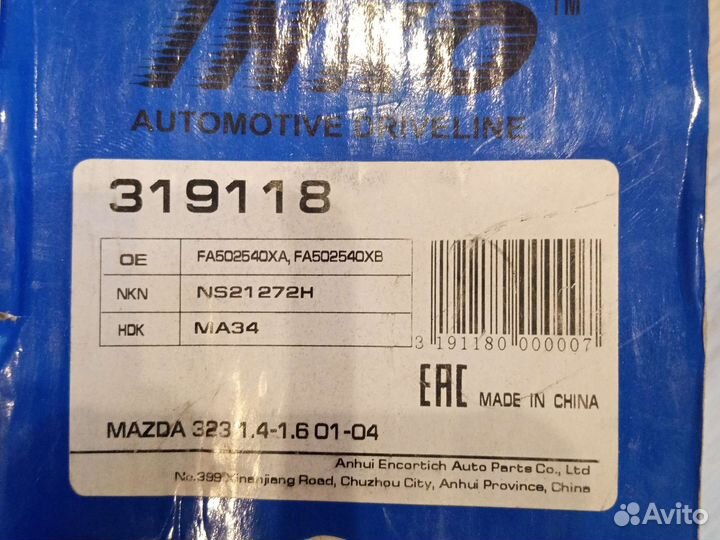 TM
AUTOMOTIVE DRIVELINE
319118
OE FA502540XA, FA502540XB
NKN NS21272H
HDK MA34
3 191180 000007
EAC MADE IN CHINA
MAZDA 323 1.4-1.6 01-04
Anhui Encortich Auto Parts Co., Ltd
No.399 Xinanjiang Road, Chuzhou City, Anhui Province, China
Avito